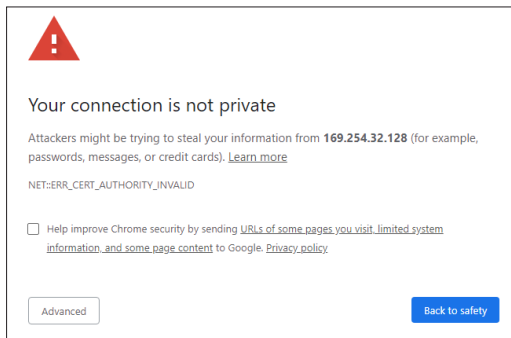 Your connection is not private
Attackers might be trying to steal your information from 169.254.32.128 (for example,
passwords, messages, or credit cards). Learn more
NET::ERR_CERT_AUTHORITY_INVALID
Help improve Chrome security by sending URLs of some pages you visit, limited system
information, and some page content to Google. Privacy policy
Advanced
Back to safety